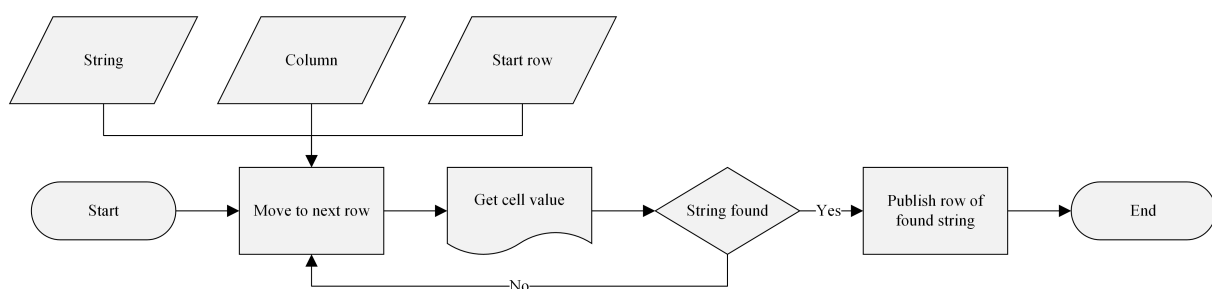 String
Column
Start row
Start
Move to next row
Get cell value
String found
Yes
Publish row of
found string
End
No